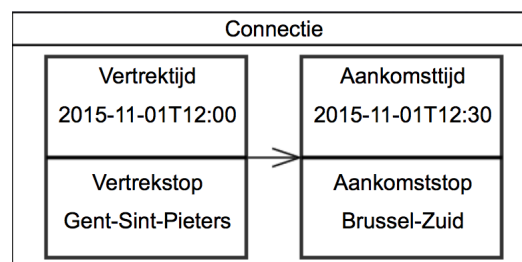 Connectie
Vertrektijd
2015-11-01T12:00
Vertrekstop
Gent-Sint-Pieters
Aankomsttijd
2015-11-01T12:30
Aankomststop
Brussel-Zuid